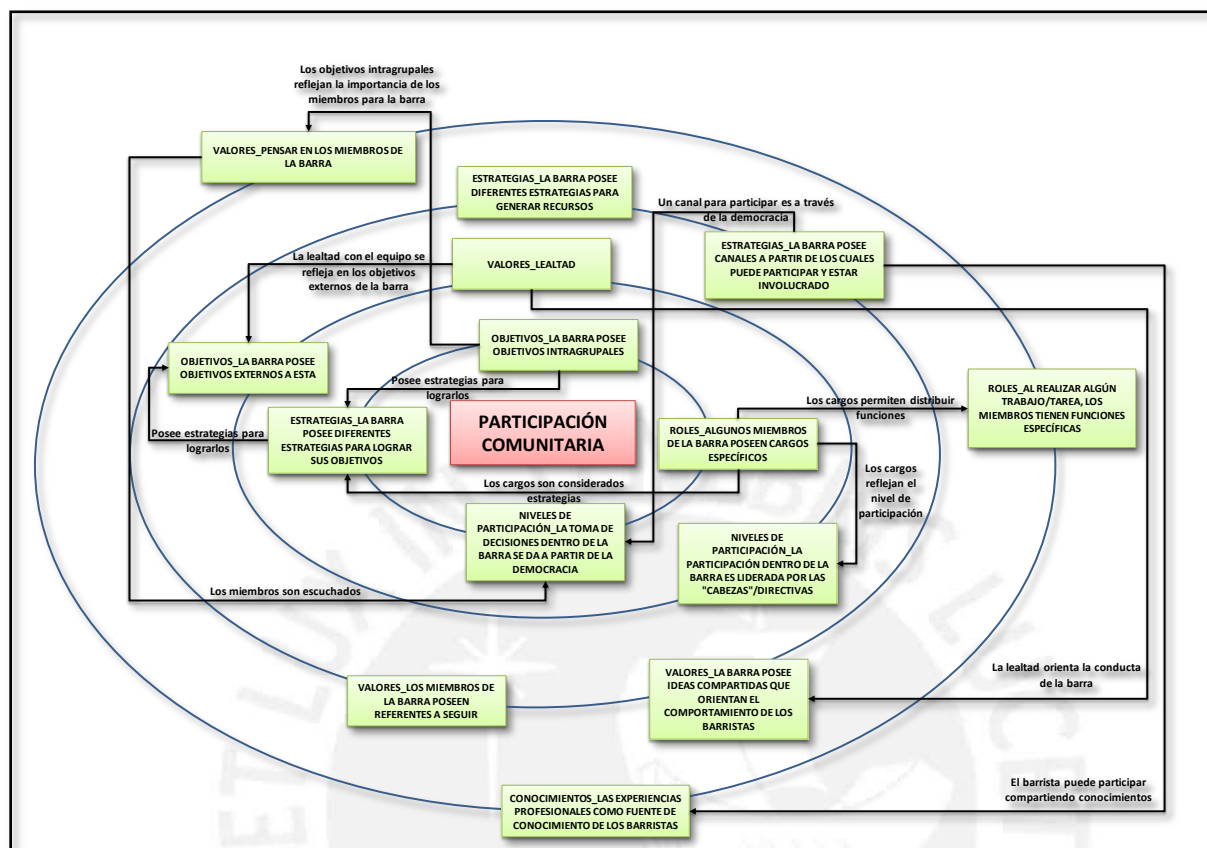 Los objetivos intragrupales
reflejan la importancia de los
miembros para la barra
VALORES_PENSAR EN LOS MIEMBROS DE
LA BARRA
ESTRATEGIAS_LA BARRA POSEE
DIFERENTES ESTRATEGIAS PARA
GENERAR RECURSOS
Un canal para participar es a través
de la democracia
ESTRATEGIAS_LA BARRA POSEE
CANALES A PARTIR DE LOS CUALES
PUEDE PARTICIPAR Y ESTAR
INVOLUCRADO
La lealtad con el equipo se
refleja en los objetivos
externos de la barra
VALORES_LEALTAD
OBJETIVOS_LA BARRA POSEE
OBJETIVOS INTRAGRUPALES
OBJETIVOS_LA BARRA POSEE
OBJETIVOS EXTERNOS A ESTA
Posee estrategias para
lograrlos
ROLES_AL REALIZAR ALGÚN
TRABAJO/TAREA, LOS
MIEMBROS TIENEN FUNCIONES
ESPECÍFICAS
Los cargos permiten distribuir
funciones
ESTRATEGIAS_LA BARRA
POSEE DIFERENTES
ESTRATEGIAS PARA LOGRAR
SUS OBJETIVOS
PARTICIPACIÓN
COMUNITARIA
ROLES_ALGUNOS MIEMBROS
DE LA BARRA POSEEN CARGOS
ESPECÍFICOS
Posee estrategias para
lograrlos
Los cargos
reflejan el
nivel de
participación
Los cargos son considerados
estrategias
NIVELES DE
PARTICIPACIÓN_LA TOMA DE
DECISIONES DENTRO DE LA
BARRA SE DA A PARTIR DE LA
DEMOCRACIA
NIVELES DE
PARTICIPACIÓN_LA
PARTICIPACIÓN DENTRO DE LA
BARRA ES LIDERADA POR LAS
"CABEZAS"/DIRECTIVAS
Los miembros son escuchados
La lealtad orienta la conducta
de la barra
VALORES_LOS MIEMBROS DE
LA BARRA POSEEN
REFERENTES A SEGUIR
VALORES_LA BARRA POSEE
IDEAS COMPARTIDAS QUE
ORIENTAN EL
COMPORTAMIENTO DE LOS
BARRISTAS
El barrista puede participar
compartiendo conocimientos
CONOCIMIENTOS_LAS EXPERIENCIAS
PROFESIONALES COMO FUENTE DE
CONOCIMIENTO DE LOS BARRISTAS